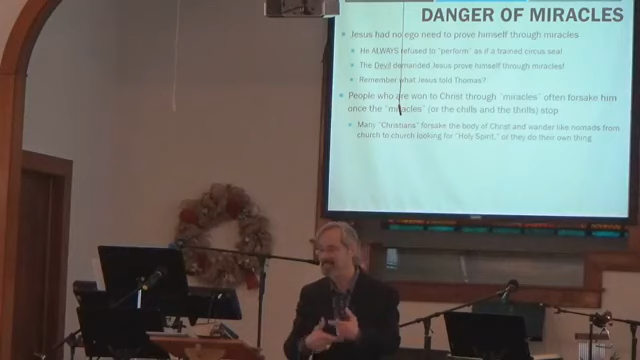 DANGER OF MIRACLES
Jesus had no ego need to prove himself through miracles
He ALWAYS refused to "perform" as if a trained circus seal
The Devil demanded Jesus prove himself through miracles!
Remember what Jesus told Thomas?
People who are won to Christ through "miracles" often forsake him
once the "miracles" (or the chills and the thrills) stop
Many "Christians" forsake the body of Christ and wander like nomads from
church to church looking for "Holy Spirit," or they do their own thing